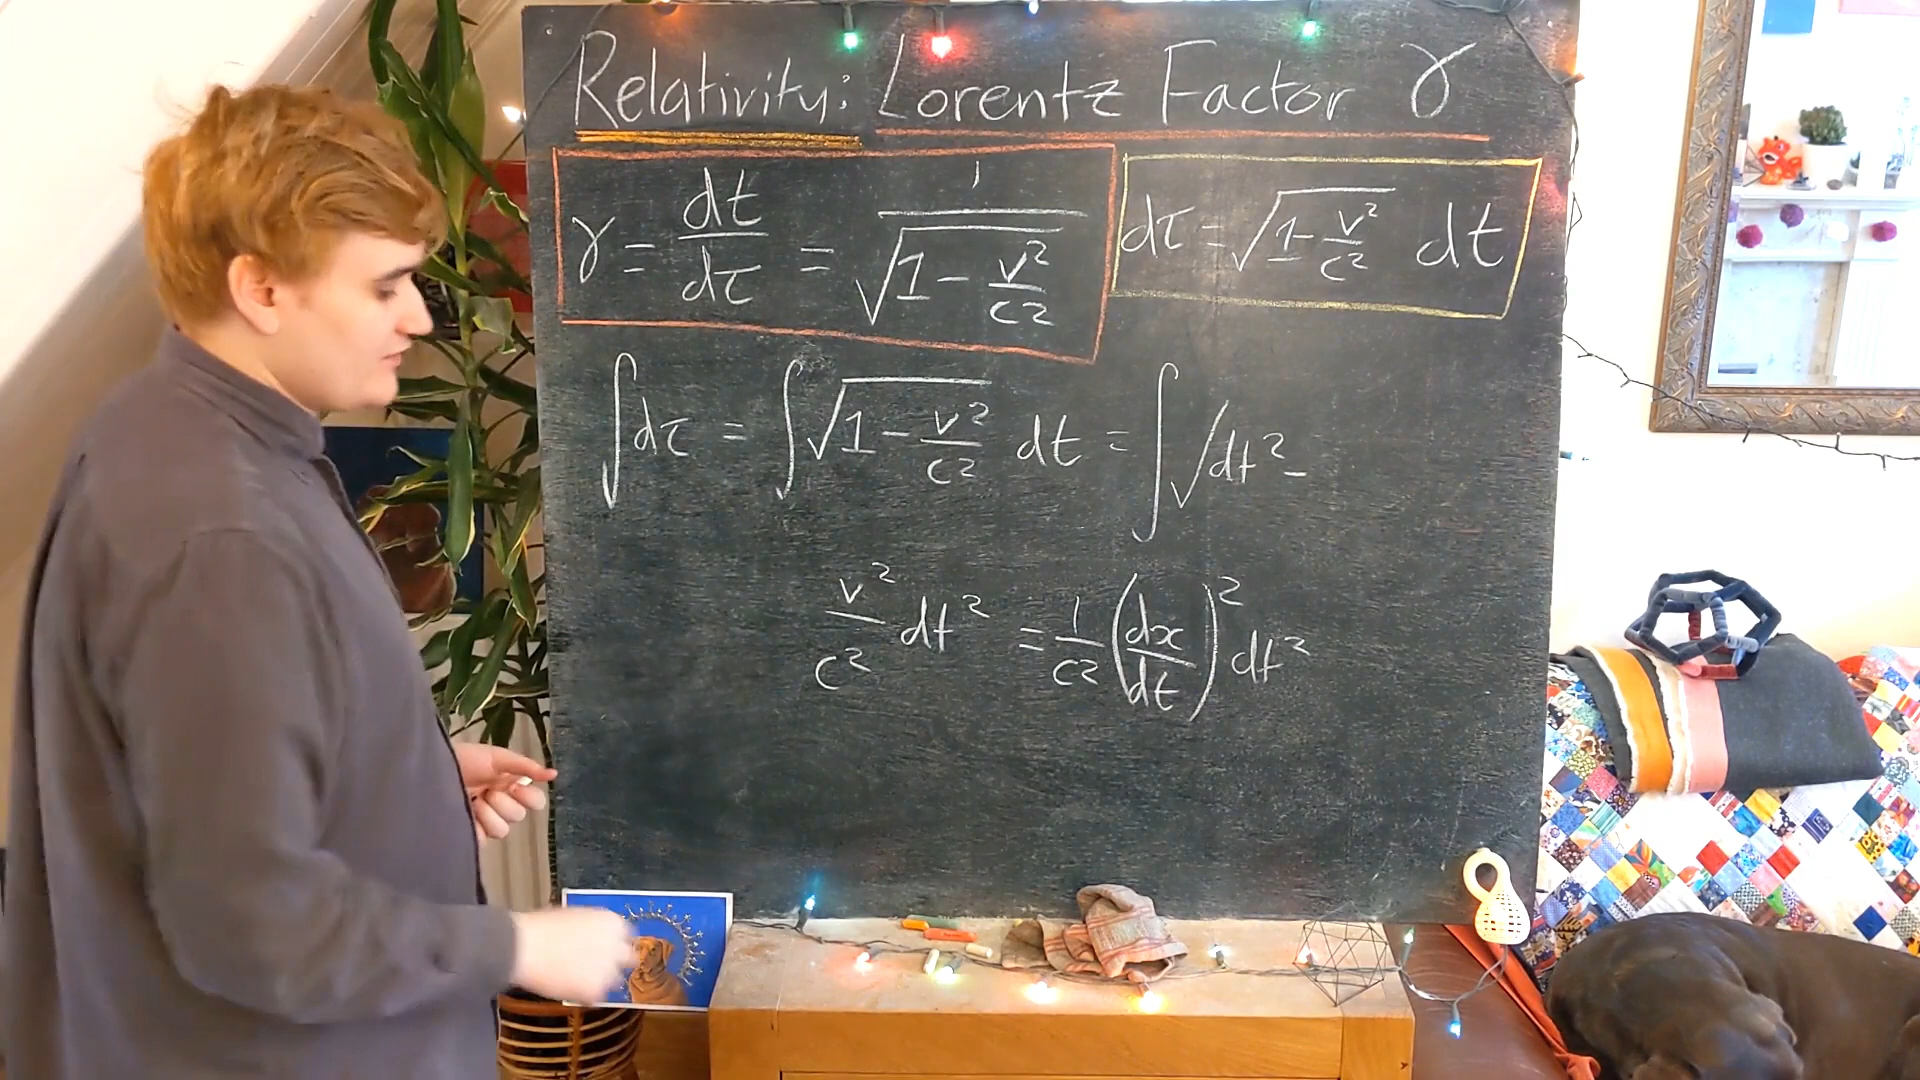 Relativity: Lorentz Factor γ
γ = dt/dτ = 1/√(1 - v²/c²)
dτ = √(1 - v²/c²) dt
∫dτ = ∫√(1 - v²/c²) dt = ∫√dt² -
v²/c² dt² = 1/c² (dx/dt)² dt²